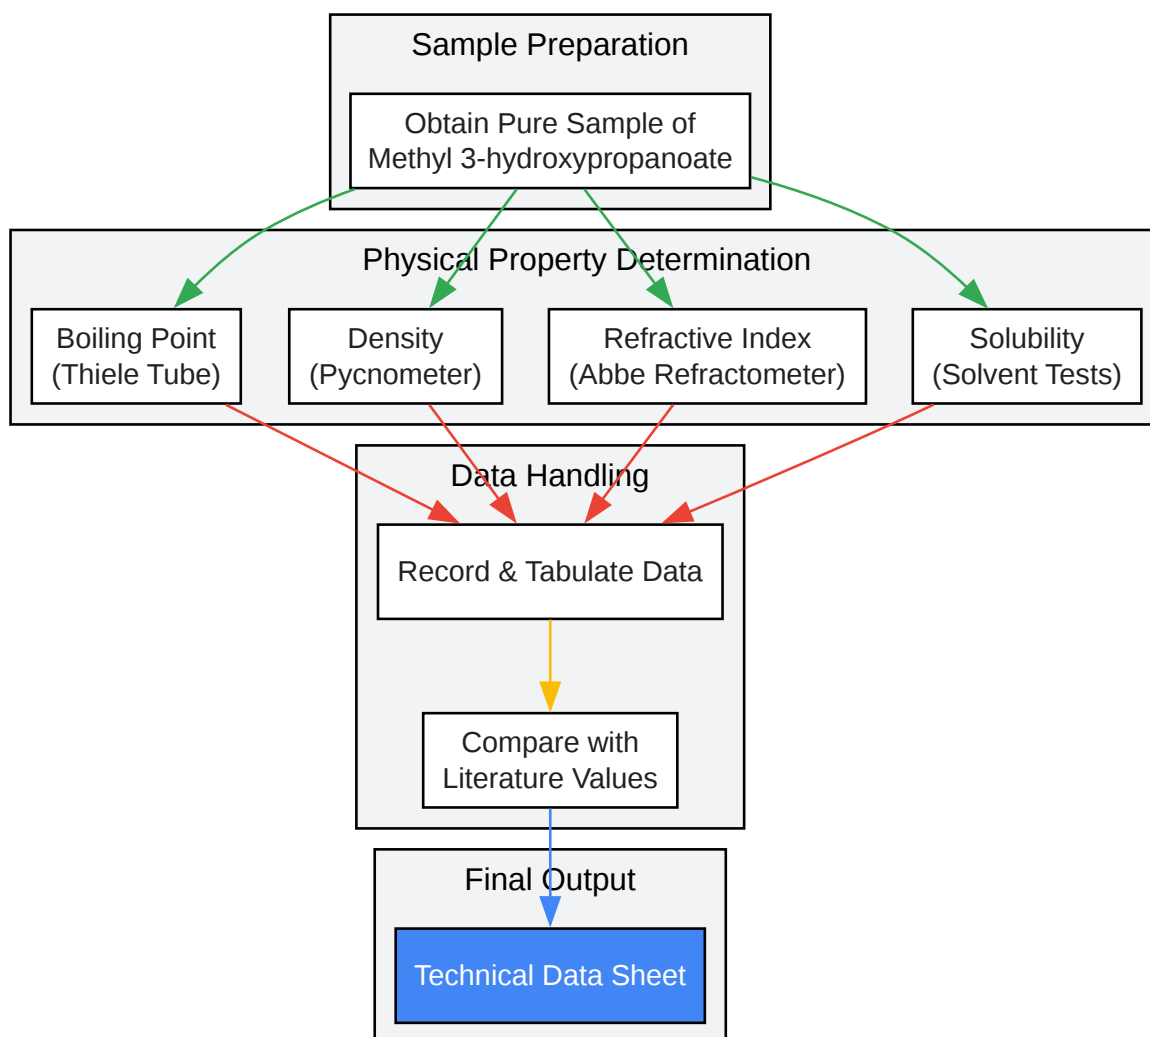 Sample Preparation
Obtain Pure Sample of
Methyl 3-hydroxypropanoate
Physical Property Determination
Boiling Point
(Thiele Tube)
Density
(Pycnometer)
Refractive Index
(Abbe Refractometer)
Solubility
(Solvent Tests)
Data Handling
Record & Tabulate Data
Compare with
Literature Values
Final Output
Technical Data Sheet